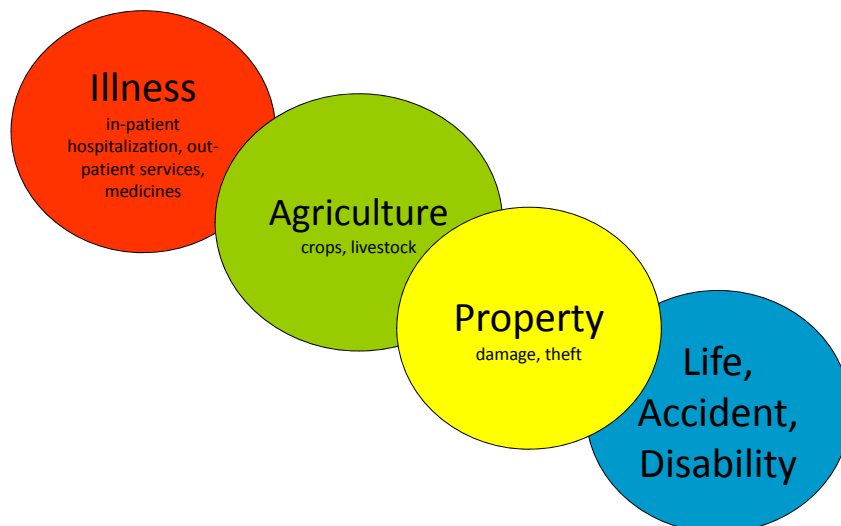 Illness
in-patient
hospitalization, out-
patient services,
medicines
Agriculture
crops, livestock
Property
damage, theft
Life,
Accident,
Disability